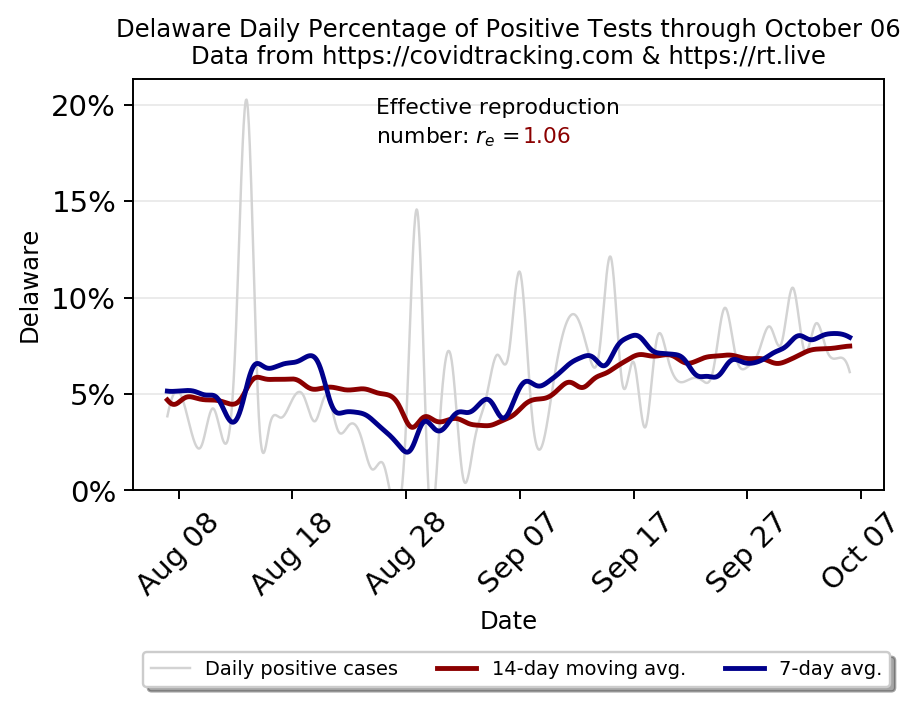 Delaware Daily Percentage of Positive Tests through October 06
Data from https://covidtracking.com & https://rt.live
Effective reproduction
number: rₑ =1.06
20%
15%
10%
5%
0%
Delaware
Aug 08
Aug 18
Aug 28
Sep 07
Sep 17
Sep 27
Oct 07
Date
Daily positive cases
14-day moving avg.
7-day avg.